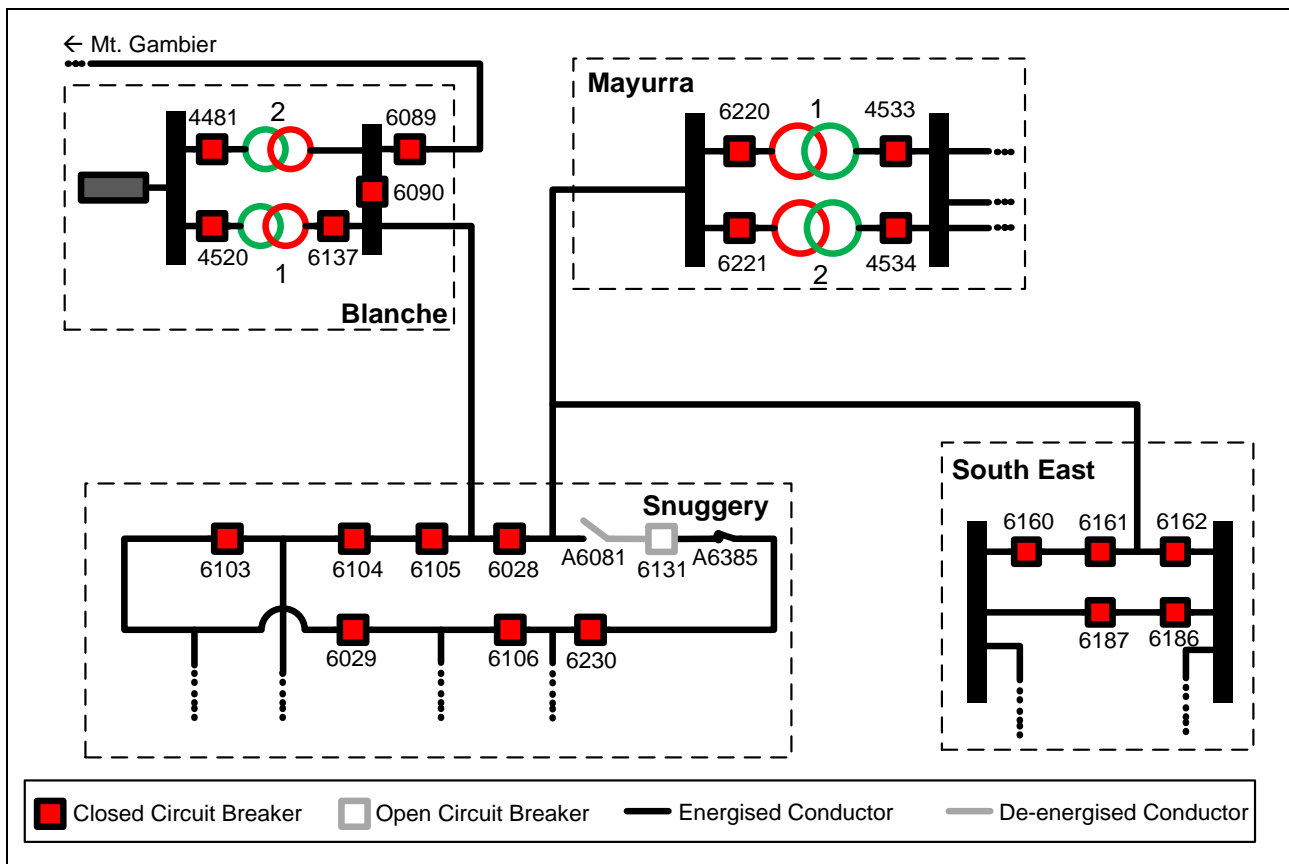 ← Mt. Gambier
4481
2
6089
6090
4520
1
6137
Blanche
Mayurra
6220
1
4533
6221
2
4534
Snuggery
6103
6104
6105
6028
A6081
6131
A6385
6029
6106
6230
South East
6160
6161
6162
6187
6186
Closed Circuit Breaker
Open Circuit Breaker
Energised Conductor
De-energised Conductor